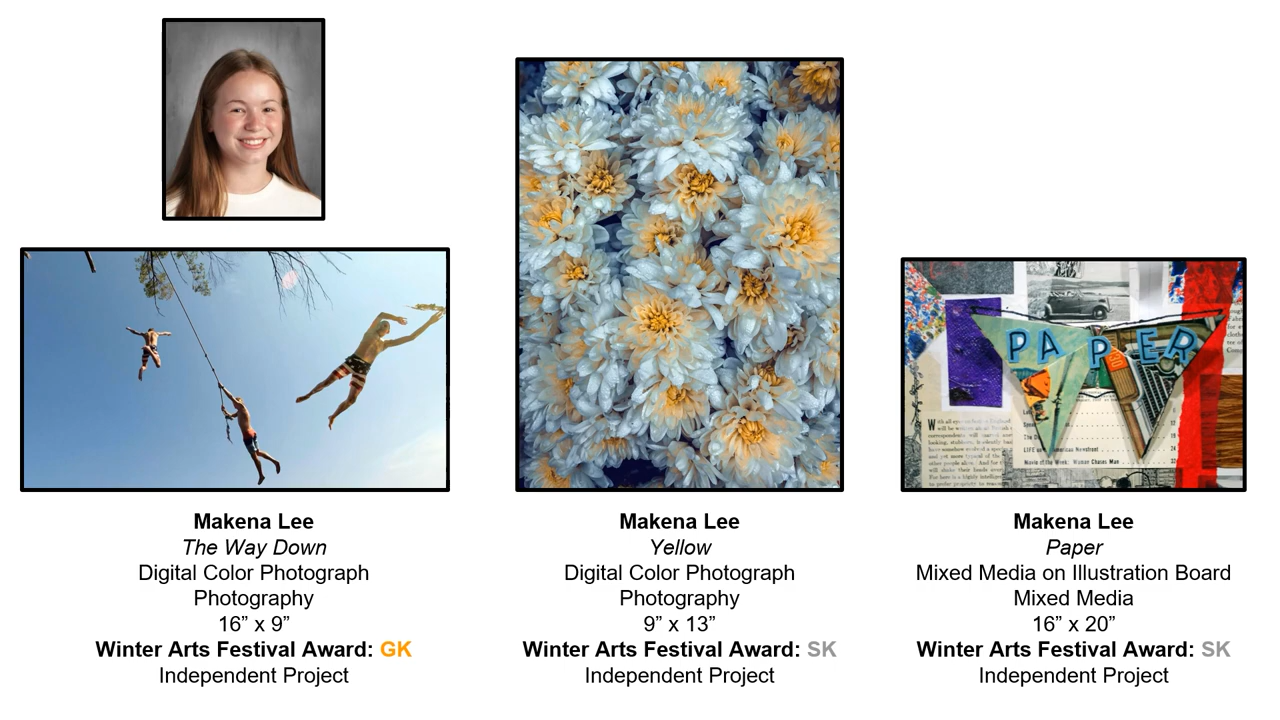 PAPER
Makena Lee
The Way Down
Digital Color Photograph
Photography
16” x 9”
Winter Arts Festival Award: GK
Independent Project
Makena Lee
Yellow
Digital Color Photograph
Photography
9” x 13”
Winter Arts Festival Award: SK
Independent Project
Makena Lee
Paper
Mixed Media on Illustration Board
Mixed Media
16” x 20”
Winter Arts Festival Award: SK
Independent Project